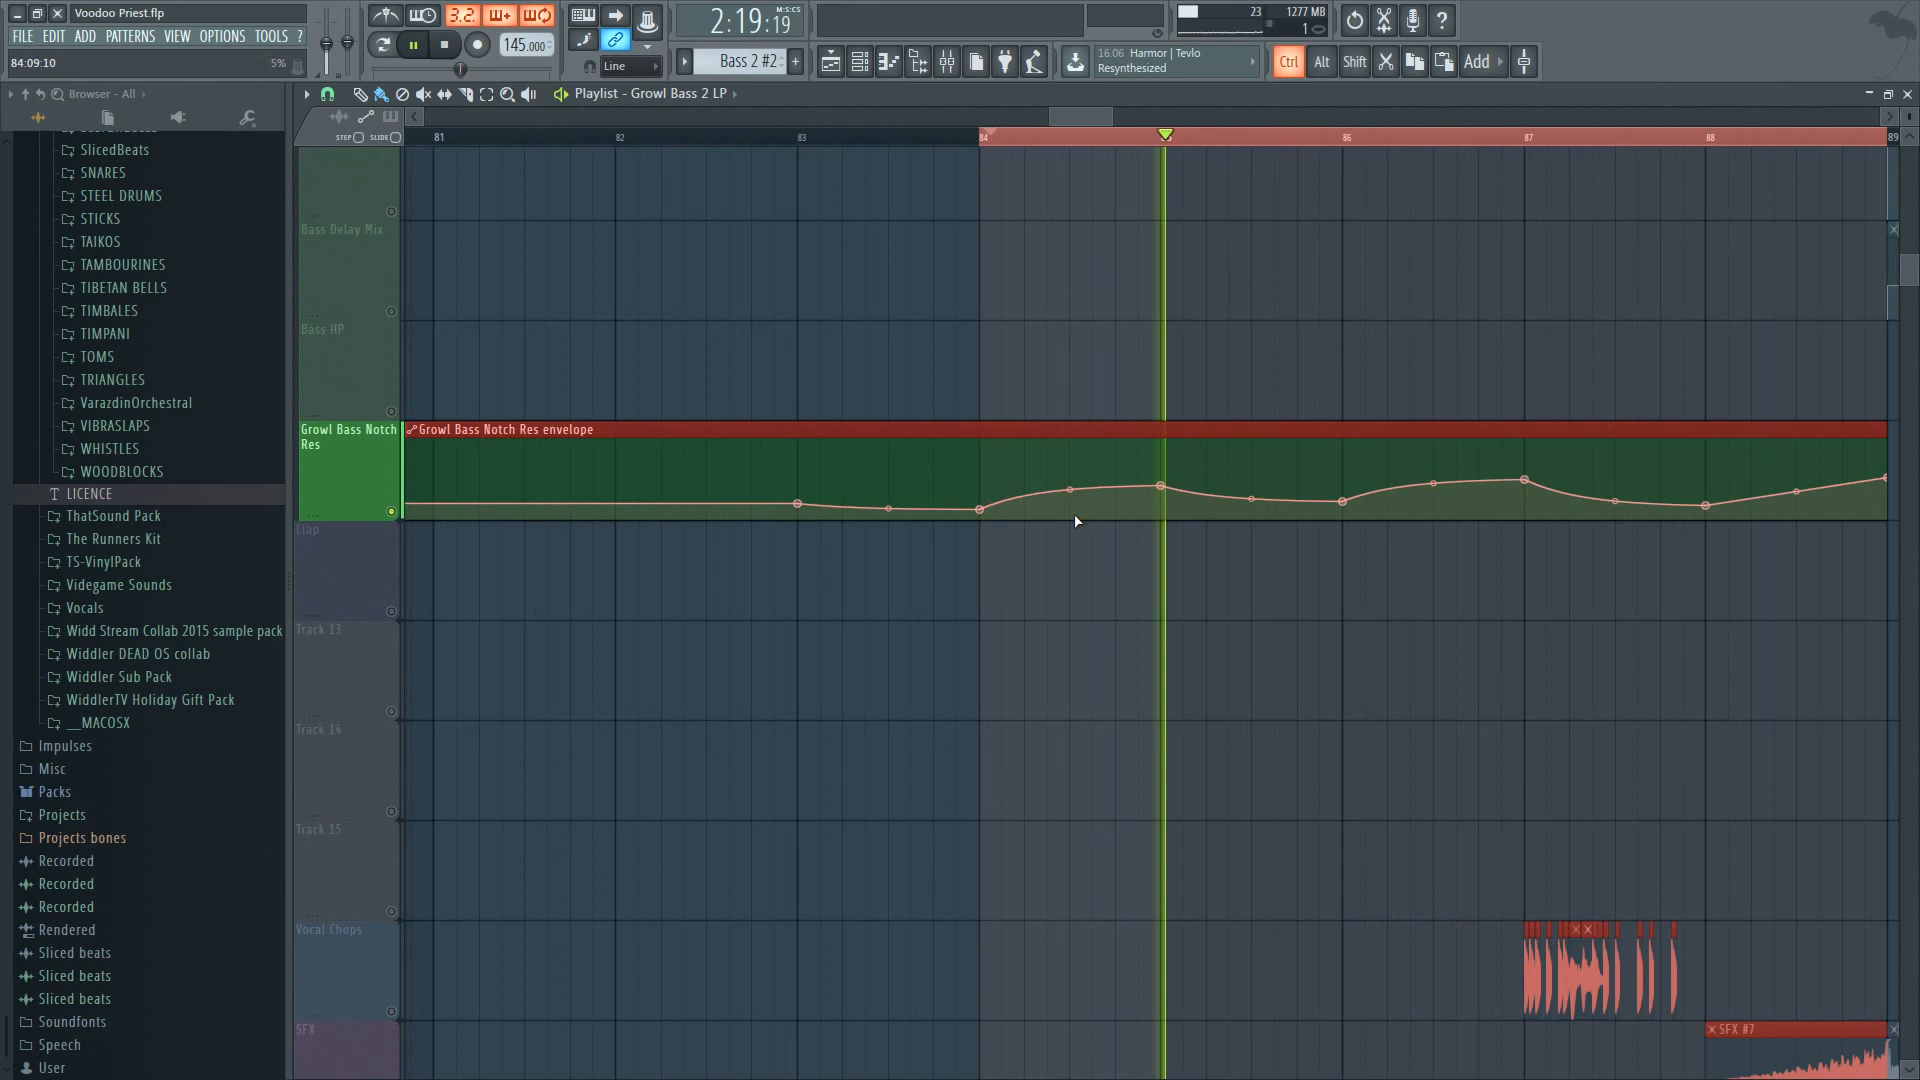 Voodoo Priest.flp
FILE EDIT ADD PATTERNS VIEW OPTIONS TOOLS ?
84:09:10 5%
3.2.
145.000
2:19:19
M:S:CS
Line
Bass 2 #2
23 1277 MB
1
16.06 Harmor | Tevlo
Resynthesized
Ctrl Alt Shift Add
Browser - All
Playlist - Growl Bass 2 LP
STEP SLIDE
81 82 83 84 86 87 88 89
SlicedBeats
SNARES
STEEL DRUMS
STICKS
TAIKOS
TAMBOURINES
TIBETAN BELLS
TIMBALES
TIMPANI
TOMS
TRIANGLES
VarazdinOrchestral
VIBRASLAPS
WHISTLES
WOODBLOCKS
LICENCE
ThatSound Pack
The Runners Kit
TS-VinylPack
Videgame Sounds
Vocals
Widd Stream Collab 2015 sample pack
Widdler DEAD OS collab
Widdler Sub Pack
WiddlerTV Holiday Gift Pack
__MACOSX
Impulses
Misc
Packs
Projects
Projects bones
Recorded
Recorded
Recorded
Rendered
Sliced beats
Sliced beats
Sliced beats
Soundfonts
Speech
User
Bass Delay Mix
Bass HP
Growl Bass Notch
Res
Growl Bass Notch Res envelope
Clap
Track 13
Track 14
Track 15
Vocal Chops
SFX
SFX #7